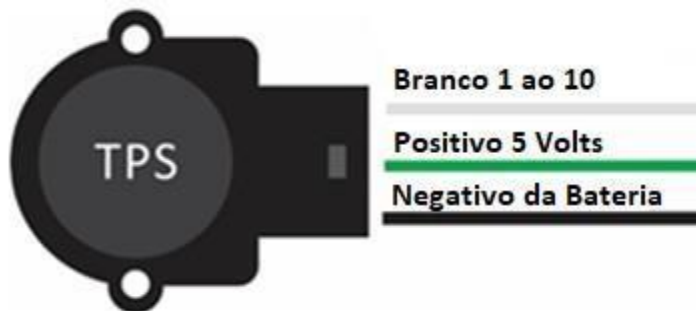 Branco 1 ao 10
TPS
Positivo 5 Volts
Negativo da Bateria